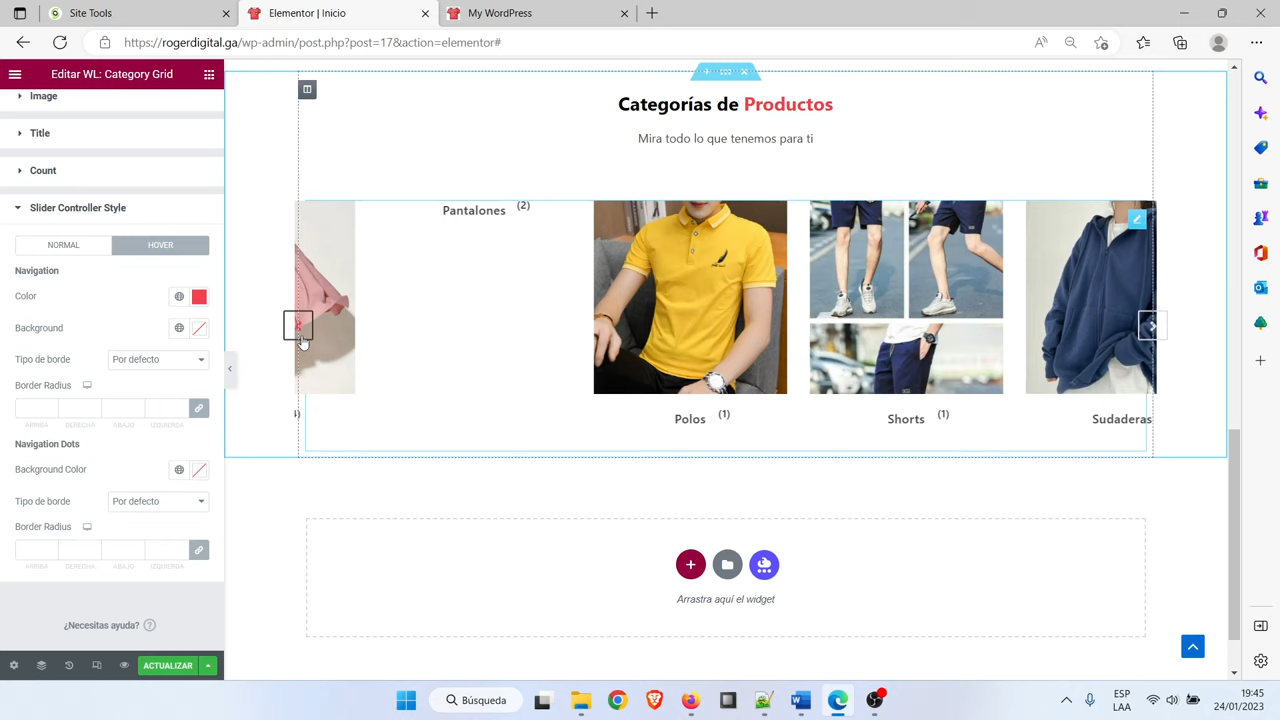 Site Tools
Elementor | Inicio
My WordPress
https://rogerdigital.ga/wp-admin/post.php?post=17&action=elementor#
Editar WL: Category Grid
Image
Title
Count
Slider Controller Style
NORMAL
HOVER
Navigation
Color
Background
Tipo de borde
Por defecto
Border Radius
ARRIBA
DERECHA
ABAJO
IZQUIERDA
Navigation Dots
Background Color
Tipo de borde
Por defecto
Border Radius
ARRIBA
DERECHA
ABAJO
IZQUIERDA
¿Necesitas ayuda?
ACTUALIZAR
Categorías de Productos
Mira todo lo que tenemos para ti
Pantalones (2)
4)
Polos (1)
Shorts (1)
Sudaderas
Arrastra aquí el widget
Búsqueda
ESP
LAA
19:45
24/01/2023